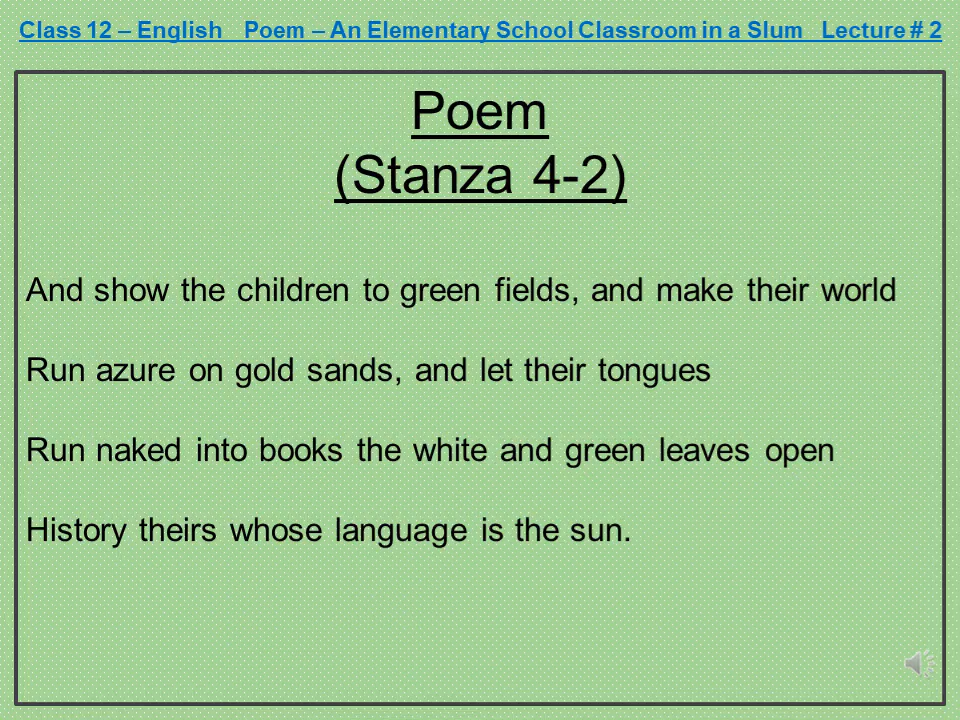 Class 12 – English   Poem – An Elementary School Classroom in a Slum   Lecture # 2
Poem
(Stanza 4-2)
And show the children to green fields, and make their world
Run azure on gold sands, and let their tongues
Run naked into books the white and green leaves open
History theirs whose language is the sun.